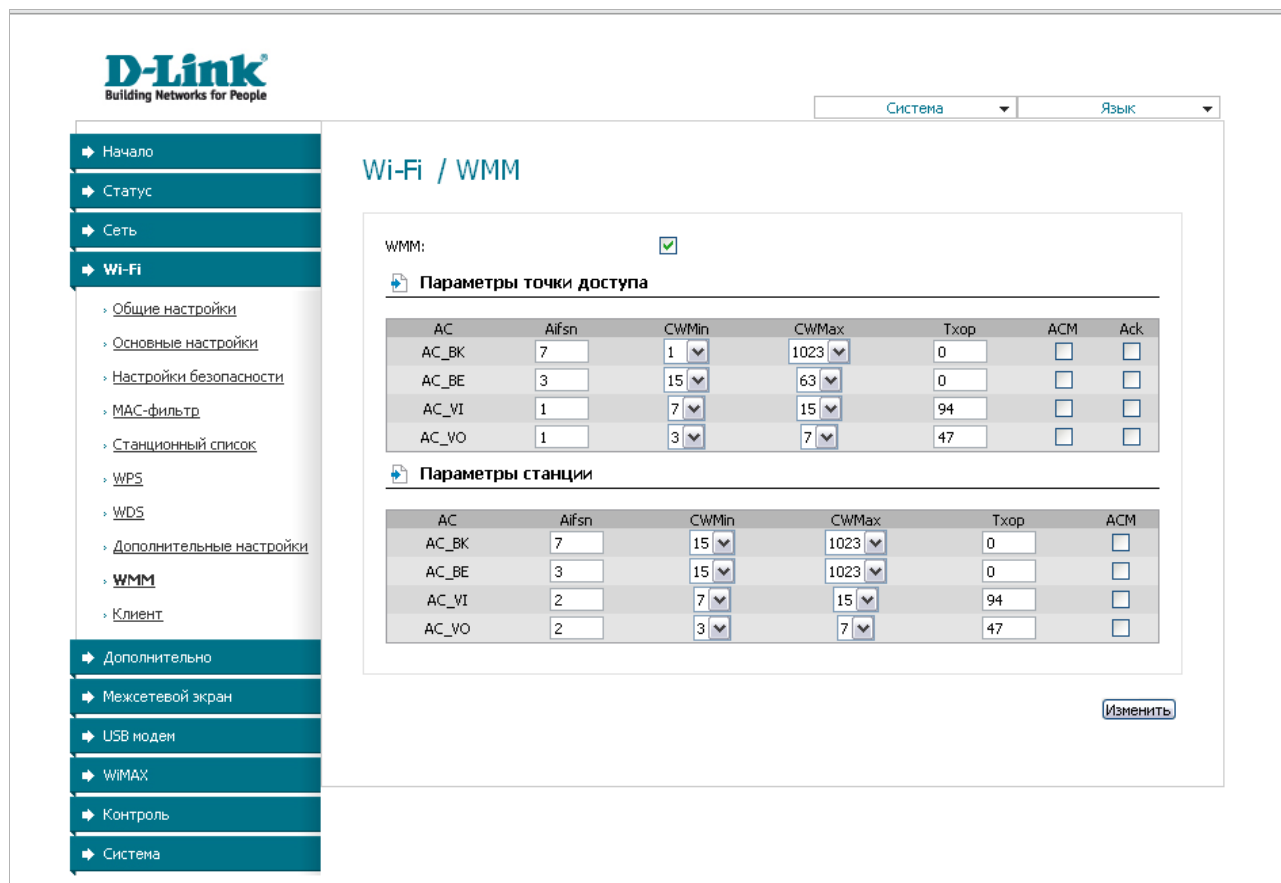 D-Link
Building Networks for People
Система
Язык
Начало
Статус
Сеть
Wi-Fi
Общие настройки
Основные настройки
Настройки безопасности
MAC-фильтр
Станционный список
WPS
WDS
Дополнительные настройки
WMM
Клиент
Дополнительно
Межсетевой экран
USB модем
WiMAX
Контроль
Система
Wi-Fi / WMM
WMM:
Параметры точки доступа
AC Aifsn CWMin CWMax Txop ACM Ack
AC_BK 7 1 1023 0
AC_BE 3 15 63 0
AC_VI 1 7 15 94
AC_VO 1 3 7 47
Параметры станции
AC Aifsn CWMin CWMax Txop ACM
AC_BK 7 15 1023 0
AC_BE 3 15 1023 0
AC_VI 2 7 15 94
AC_VO 2 3 7 47
Изменить